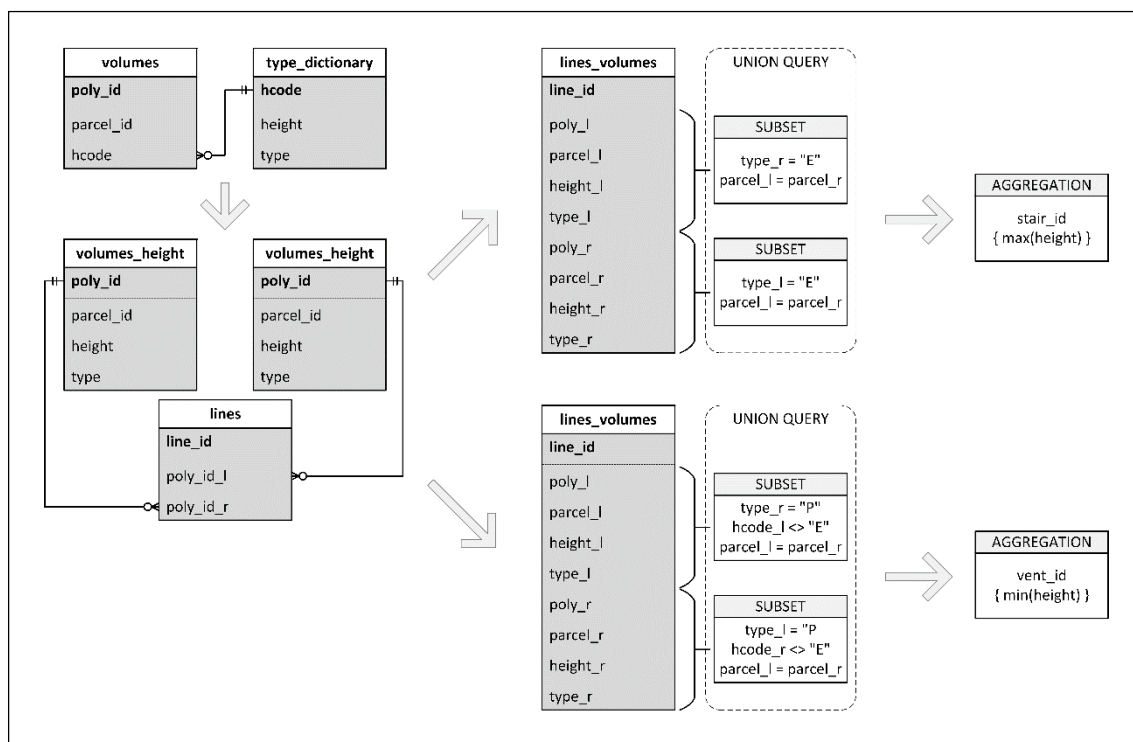 volumes
poly_id
parcel_id
hcode
type_dictionary
hcode
height
type
volumes_height
poly_id
parcel_id
height
type
volumes_height
poly_id
parcel_id
height
type
lines
line_id
poly_id_l
poly_id_r
lines_volumes
line_id
poly_l
parcel_l
height_l
type_l
poly_r
parcel_r
height_r
type_r
UNION QUERY
SUBSET
type_r = "E"
parcel_l = parcel_r
SUBSET
type_l = "E"
parcel_l = parcel_r
AGGREGATION
stair_id
{ max(height) }
lines_volumes
line_id
poly_l
parcel_l
height_l
type_l
poly_r
parcel_r
height_r
type_r
UNION QUERY
SUBSET
type_r = "P"
hcode_l <> "E"
parcel_l = parcel_r
SUBSET
type_l = "P
hcode_r <> "E"
parcel_l = parcel_r
AGGREGATION
vent_id
{ min(height) }